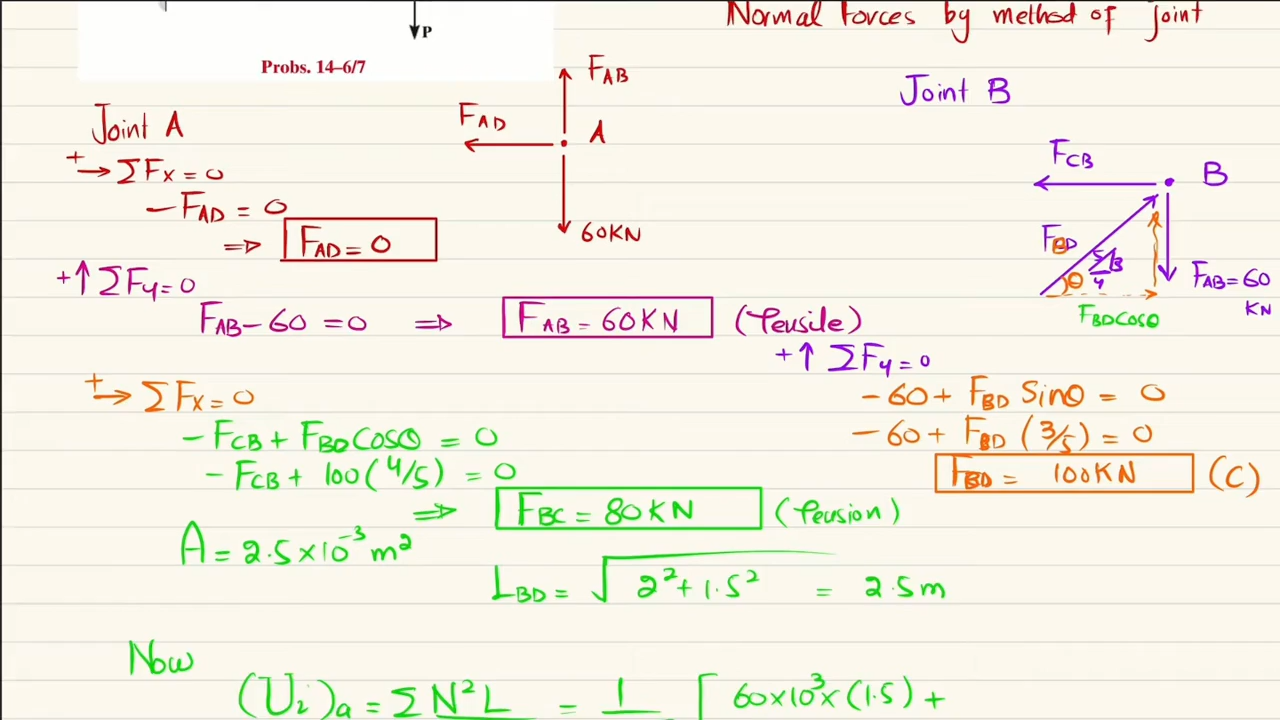 Normal Forces by method of joint
P
Probs. 14–6/7
Joint A
F_AB
F_AD
A
60KN
+→ ΣFx = 0
−F_AD = 0
⇒ F_AD = 0
+↑ ΣFy = 0
F_AB − 60 = 0 ⇒ F_AB = 60KN (Tensile)
Joint B
F_CB
B
F_BD
θ
5
3
4
F_AB = 60
KN
F_BD cosθ
+↑ ΣFy = 0
−60 + F_BD Sinθ = 0
−60 + F_BD (3/5) = 0
F_BD = 100KN (C)
+→ ΣFx = 0
−F_CB + F_BD Cosθ = 0
−F_CB + 100(4/5) = 0
⇒ F_BC = 80KN (Tension)
A = 2.5×10⁻³ m²
L_BD = √2² + 1.5² = 2.5m
Now
(Ui)a = Σ N²L = 1 [ 60×10³×(1.5) +